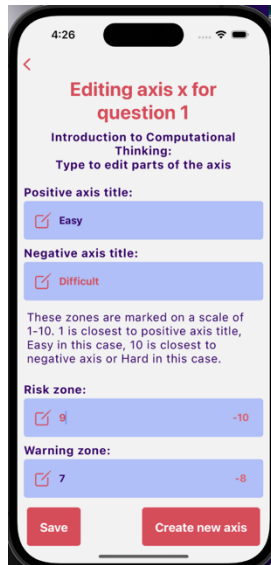 4:26
Editing axis x for
question 1
Introduction to Computational
Thinking:
Type to edit parts of the axis
Positive axis title:
Easy
Negative axis title:
Difficult
These zones are marked on a scale of
1-10. 1 is closest to positive axis title,
Easy in this case, 10 is closest to
negative axis or Hard in this case.
Risk zone:
9 -10
Warning zone:
7 -8
Save Create new axis